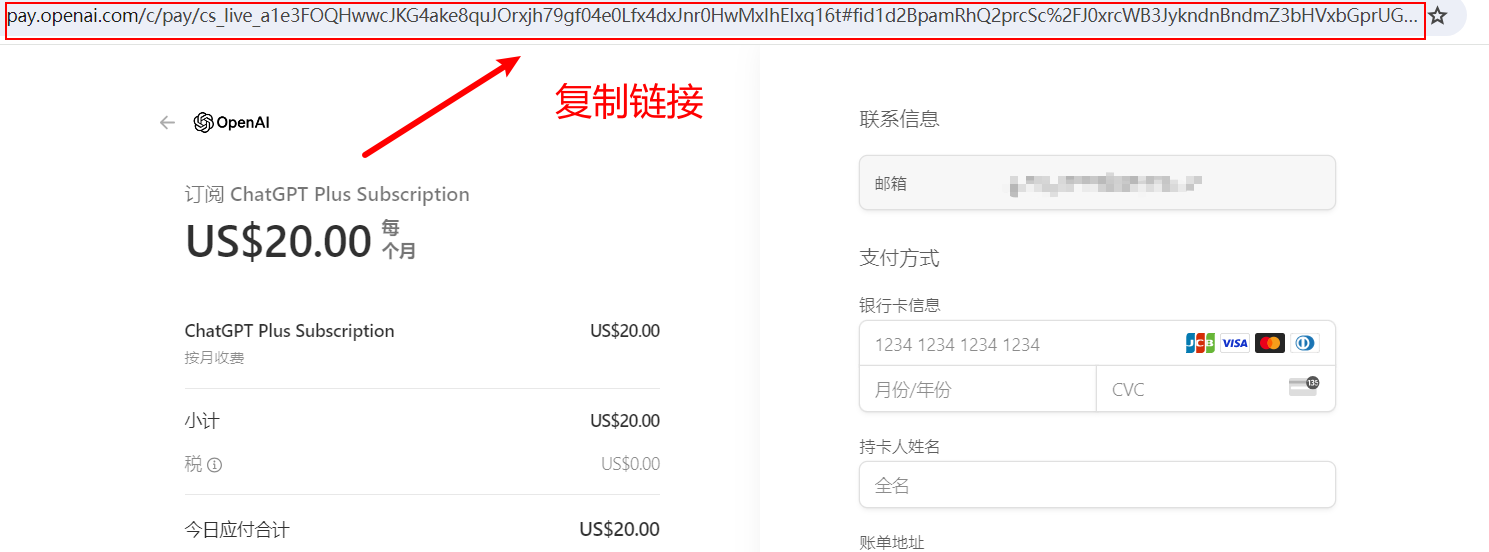 pay.openai.com/c/pay/cs_live_a1e3FOQHwwcJKG4ake8quJOrxjh79gf04e0Lfx4dxJnr0HwMxIhEIxq16t#fid1d2BpamRhQ2prcSc%2FJ0xrcWB3JykndnBndmZ3bHVxbGprUG...
复制链接
OpenAI
订阅 ChatGPT Plus Subscription
US$20.00 每个月
ChatGPT Plus Subscription US$20.00
按月收费
小计 US$20.00
税 US$0.00
今日应付合计 US$20.00
联系信息
邮箱
支付方式
银行卡信息
1234 1234 1234 1234 JCB VISA
月份/年份 CVC 135
持卡人姓名
全名
账单地址